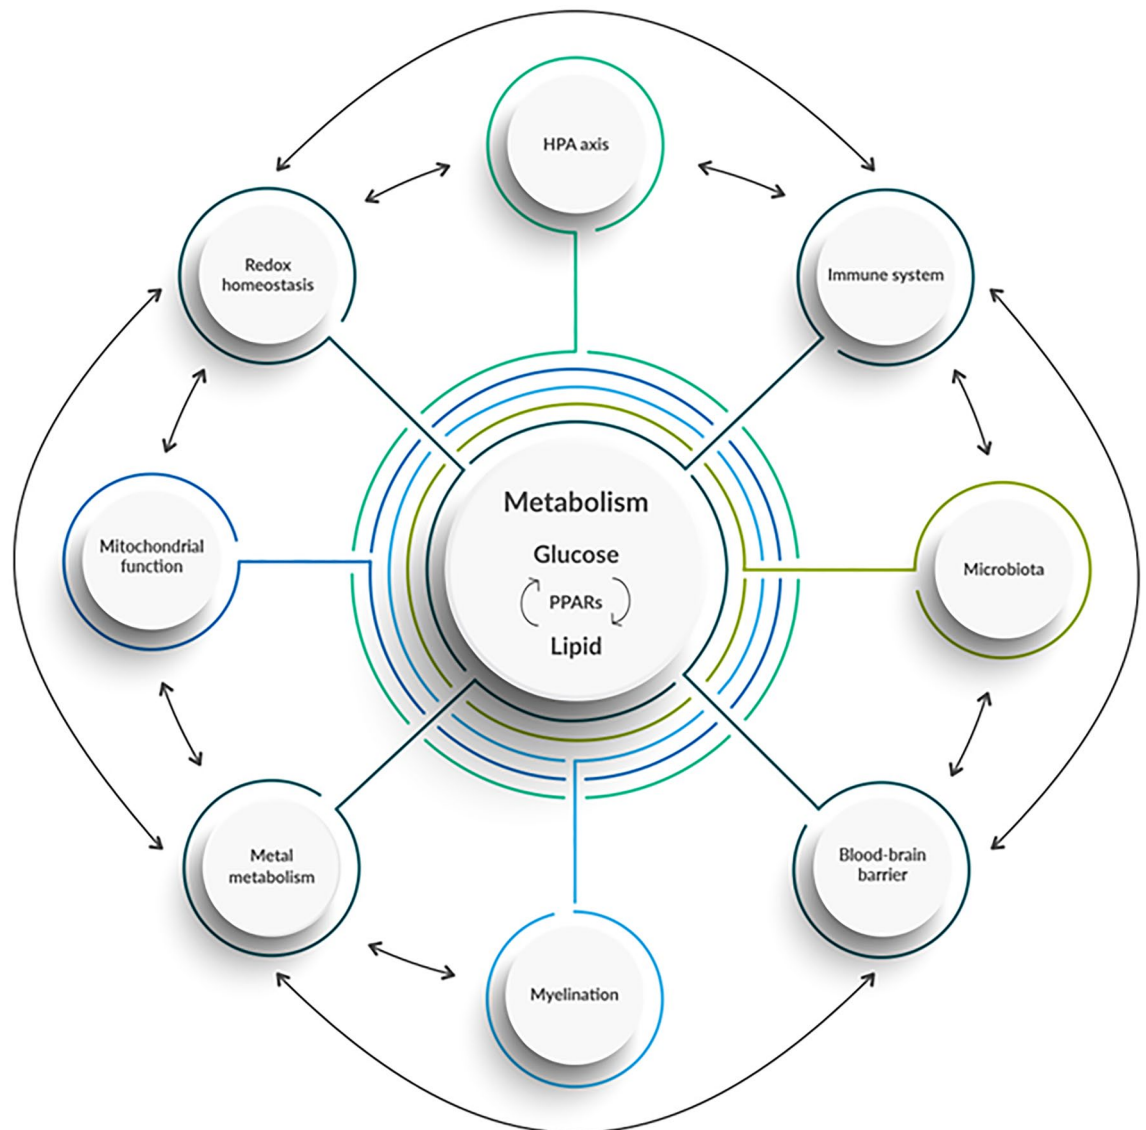 HPA axis
Redox
homeostasis
Immune system
Metabolism
Glucose
PPARs
Lipid
Mitochondrial
function
Microbiota
Metal
metabolism
Blood-brain
barrier
Myelination